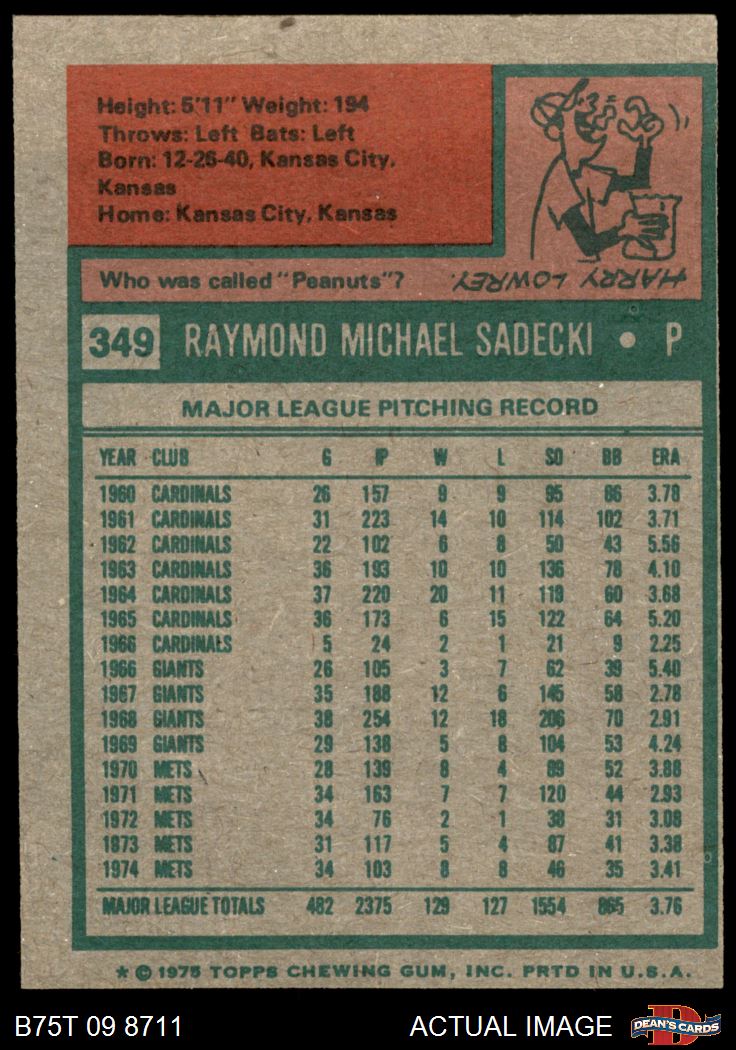 Height: 5'11" Weight: 194
Throws: Left Bats: Left
Born: 12-26-40, Kansas City,
Kansas
Home: Kansas City, Kansas
Who was called "Peanuts"?
HARRY LOWREY.
349 RAYMOND MICHAEL SADECKI • P
MAJOR LEAGUE PITCHING RECORD
YEAR CLUB G IP W L SO BB ERA
1960 CARDINALS 26 157 9 9 95 86 3.78
1961 CARDINALS 31 223 14 10 114 102 3.71
1962 CARDINALS 22 102 6 8 50 43 5.56
1963 CARDINALS 36 193 10 10 136 78 4.10
1964 CARDINALS 37 220 20 11 119 60 3.68
1965 CARDINALS 36 173 6 15 122 64 5.20
1966 CARDINALS 5 24 2 1 21 9 2.25
1966 GIANTS 26 105 3 7 62 39 5.40
1967 GIANTS 35 188 12 6 145 58 2.78
1968 GIANTS 38 254 12 18 206 70 2.91
1969 GIANTS 29 138 5 8 104 53 4.24
1970 METS 28 139 8 4 89 52 3.88
1971 METS 34 163 7 7 120 44 2.93
1972 METS 34 76 2 1 38 31 3.08
1973 METS 31 117 5 4 87 41 3.38
1974 METS 34 103 8 8 46 35 3.41
MAJOR LEAGUE TOTALS 482 2375 129 127 1554 865 3.76
* © 1975 TOPPS CHEWING GUM, INC. PRTD IN U.S.A.
B75T 09 8711 ACTUAL IMAGE DEAN'S CARDS